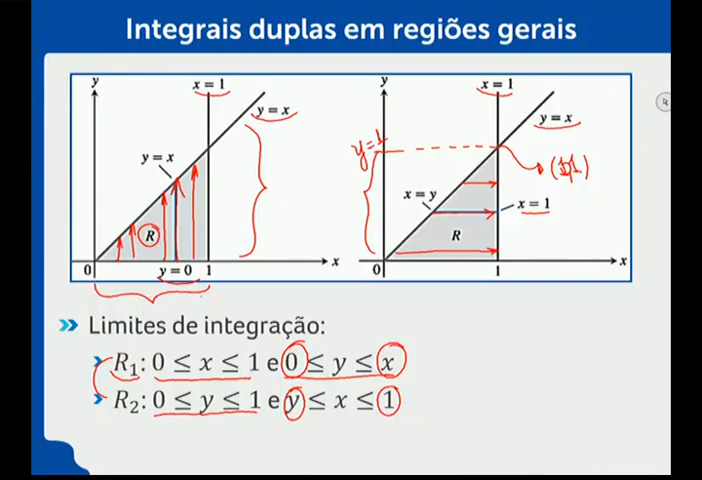 Integrais duplas em regiões gerais
y
x = 1
y = x
y = x
R
0
y = 0
1
x
y
x = 1
y = x
y=1
(1,1)
x = y
x = 1
R
0
1
x
Limites de integração:
R₁: 0 ≤ x ≤ 1 e 0 ≤ y ≤ x
R₂: 0 ≤ y ≤ 1 e y ≤ x ≤ 1